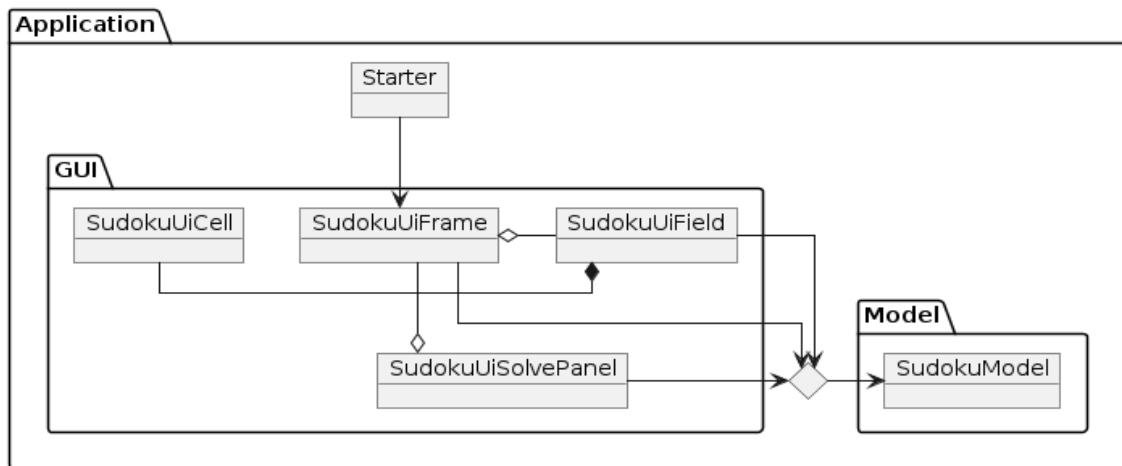 Application
Starter
GUI
SudokuUiCell
SudokuUiFrame
SudokuUiField
Model
SudokuUiSolvePanel
SudokuModel